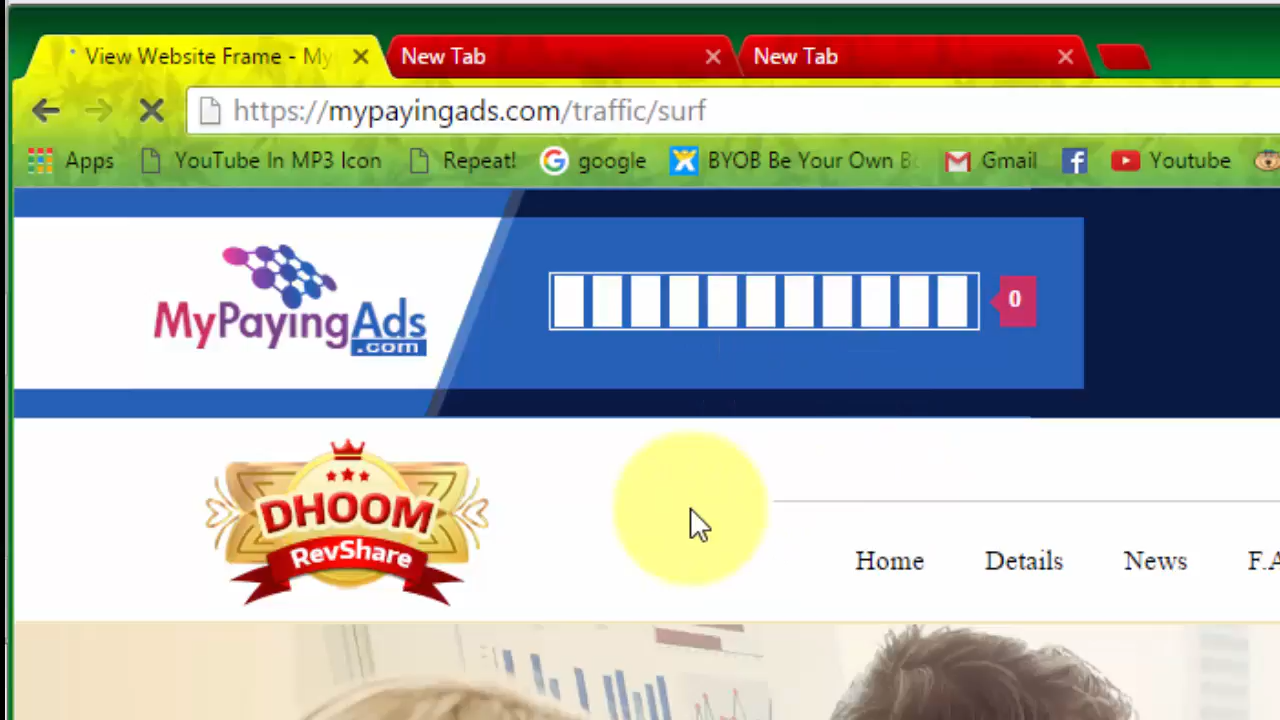 View Website Frame - My
New Tab
New Tab
https://mypayingads.com/traffic/surf
Apps
YouTube In MP3 Icon
Repeat!
google
BYOB Be Your Own B
Gmail
Youtube
MyPayingAds
.com
0
DHOOM
RevShare
Home
Details
News
F.A